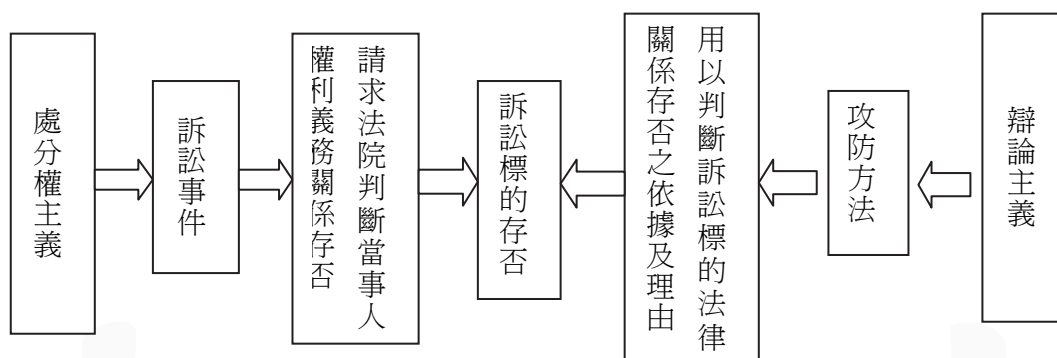 處分權主義
訴訟事件
請求法院判斷當事人
權利義務關係存否
訴訟標的存否
用以判斷訴訟標的法律
關係存否之依據及理由
攻防方法
辯論主義